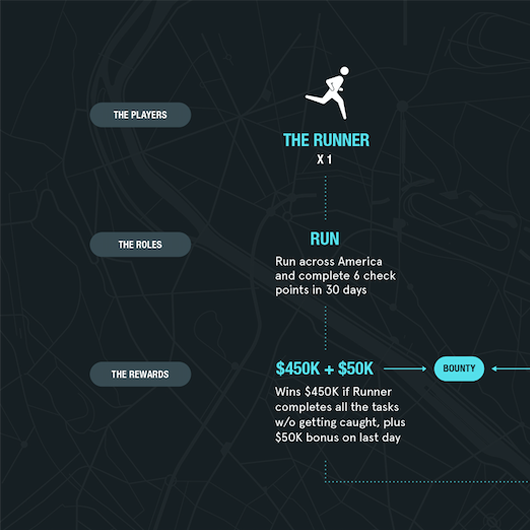 THE PLAYERS
THE RUNNER
X 1
THE ROLES
RUN
Run across America
and complete 6 check
points in 30 days
THE REWARDS
$450K + $50K
BOUNTY
Wins $450K if Runner
completes all the tasks
w/o getting caught, plus
$50K bonus on last day